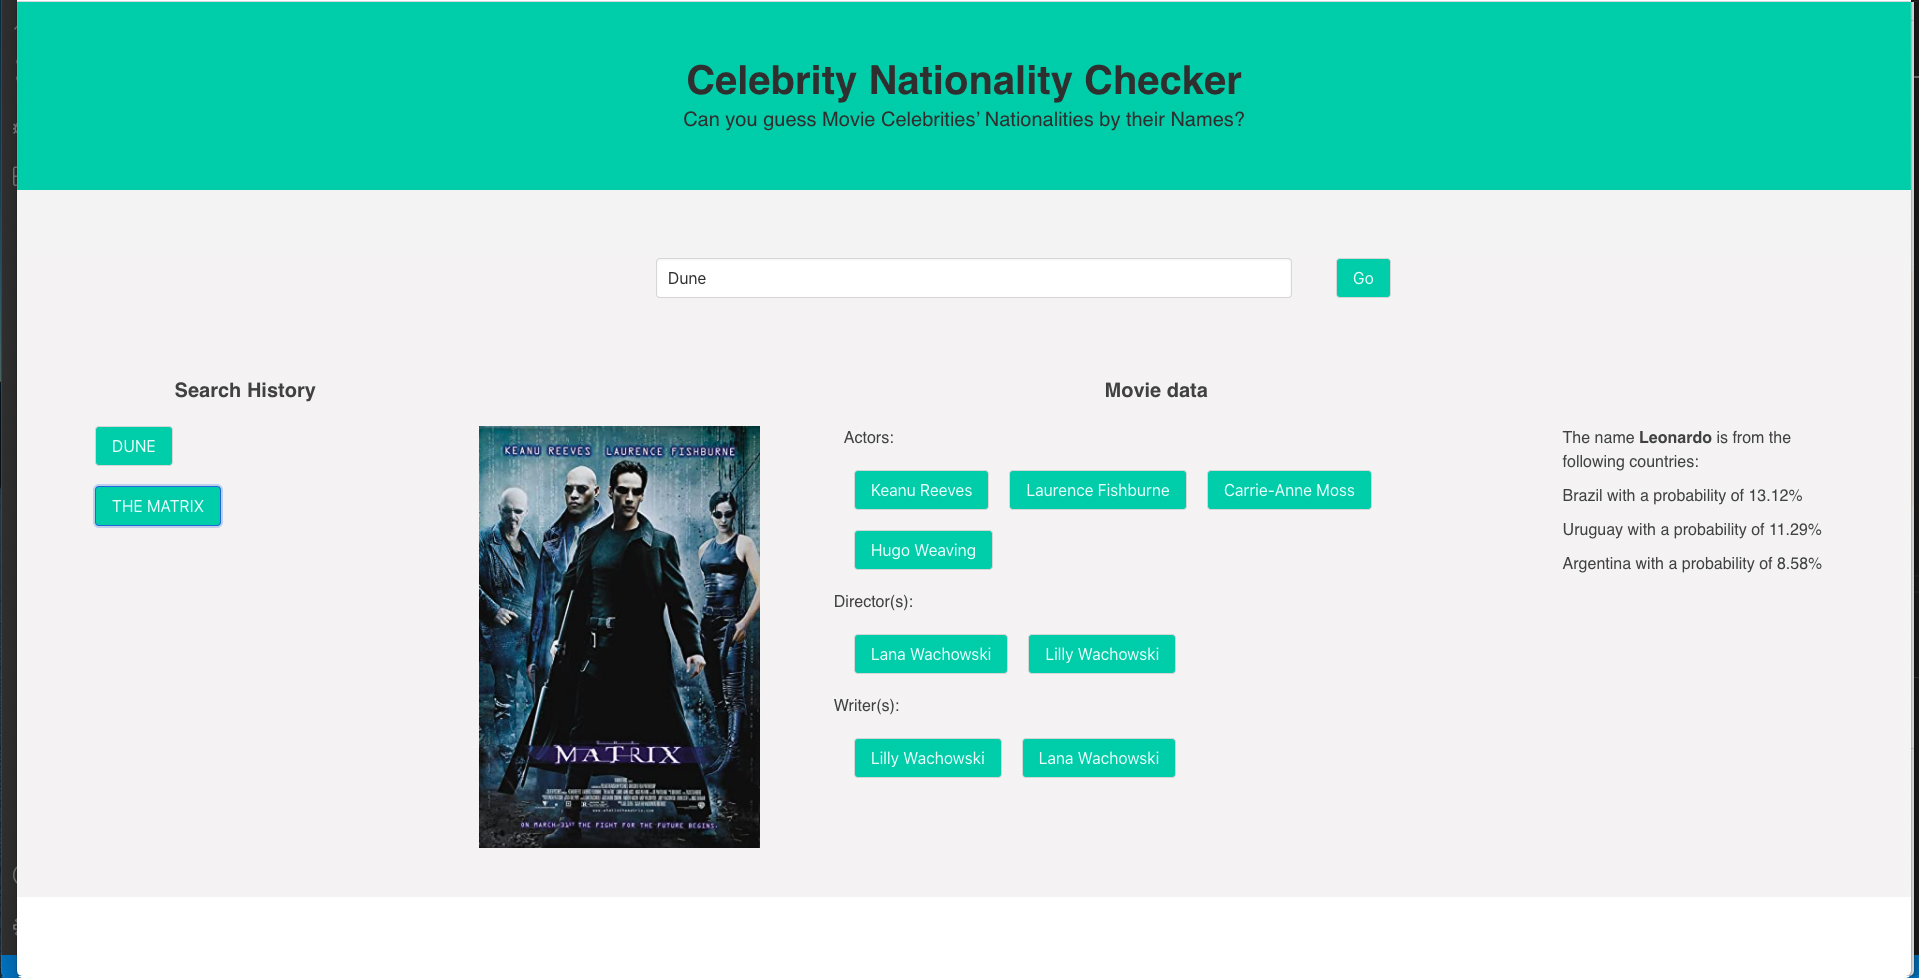 Celebrity Nationality Checker
Can you guess Movie Celebrities’ Nationalities by their Names?
Dune
Go
Search History
DUNE
THE MATRIX
KEANU REEVES LAURENCE FISHBURNE
THE
MATRIX
ON MARCH 31ST THE FIGHT FOR THE FUTURE BEGINS.
Movie data
Actors:
Keanu Reeves
Laurence Fishburne
Carrie-Anne Moss
Hugo Weaving
Director(s):
Lana Wachowski
Lilly Wachowski
Writer(s):
Lilly Wachowski
Lana Wachowski
The name Leonardo is from the
following countries:
Brazil with a probability of 13.12%
Uruguay with a probability of 11.29%
Argentina with a probability of 8.58%